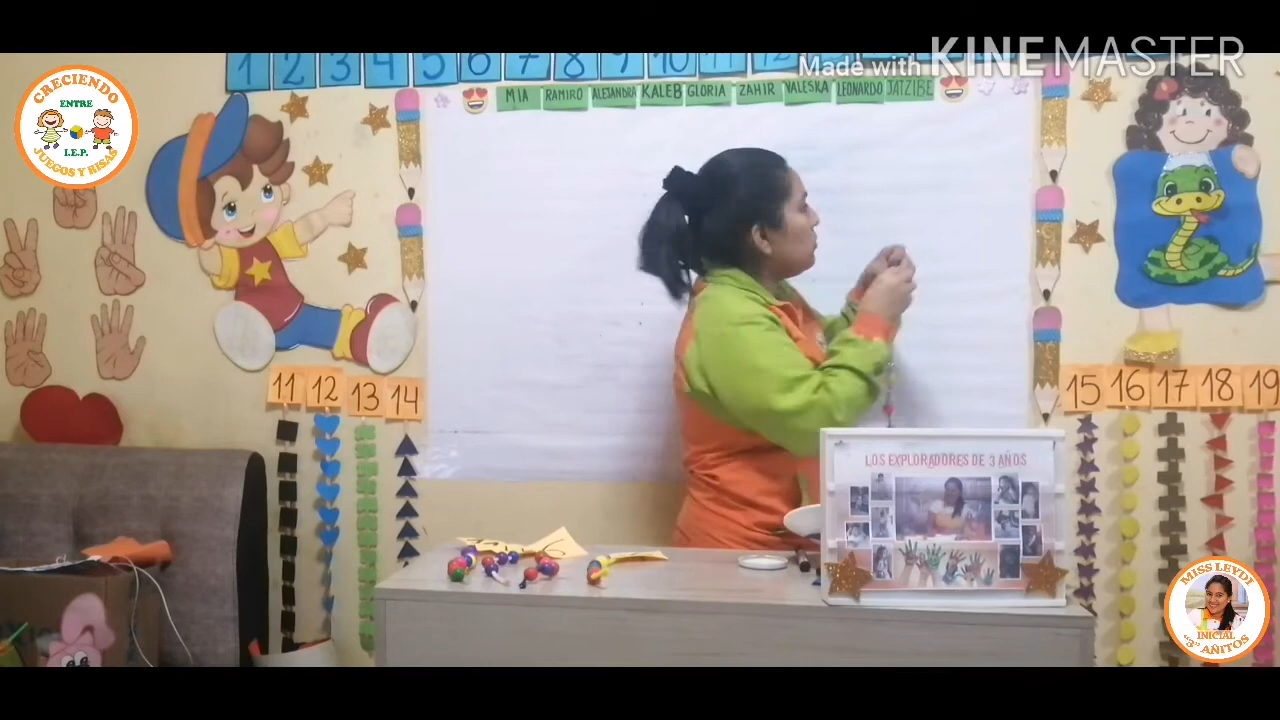 Made with KINEMASTER
CRECIENDO
ENTRE
I.E.P.
JUEGOS Y RISAS
1 2 3 4 5 6 7 8 9 10 11 12
MIA RAMIRO ALEJANDRA KALEB GLORIA ZAHIR VALESKA LEONARDO JATZIBE
11 12 13 14
15 16 17 18 19
LOS EXPLORADORES DE 3 AÑOS
MISS LEYDI
INICIAL
"3" AÑITOS